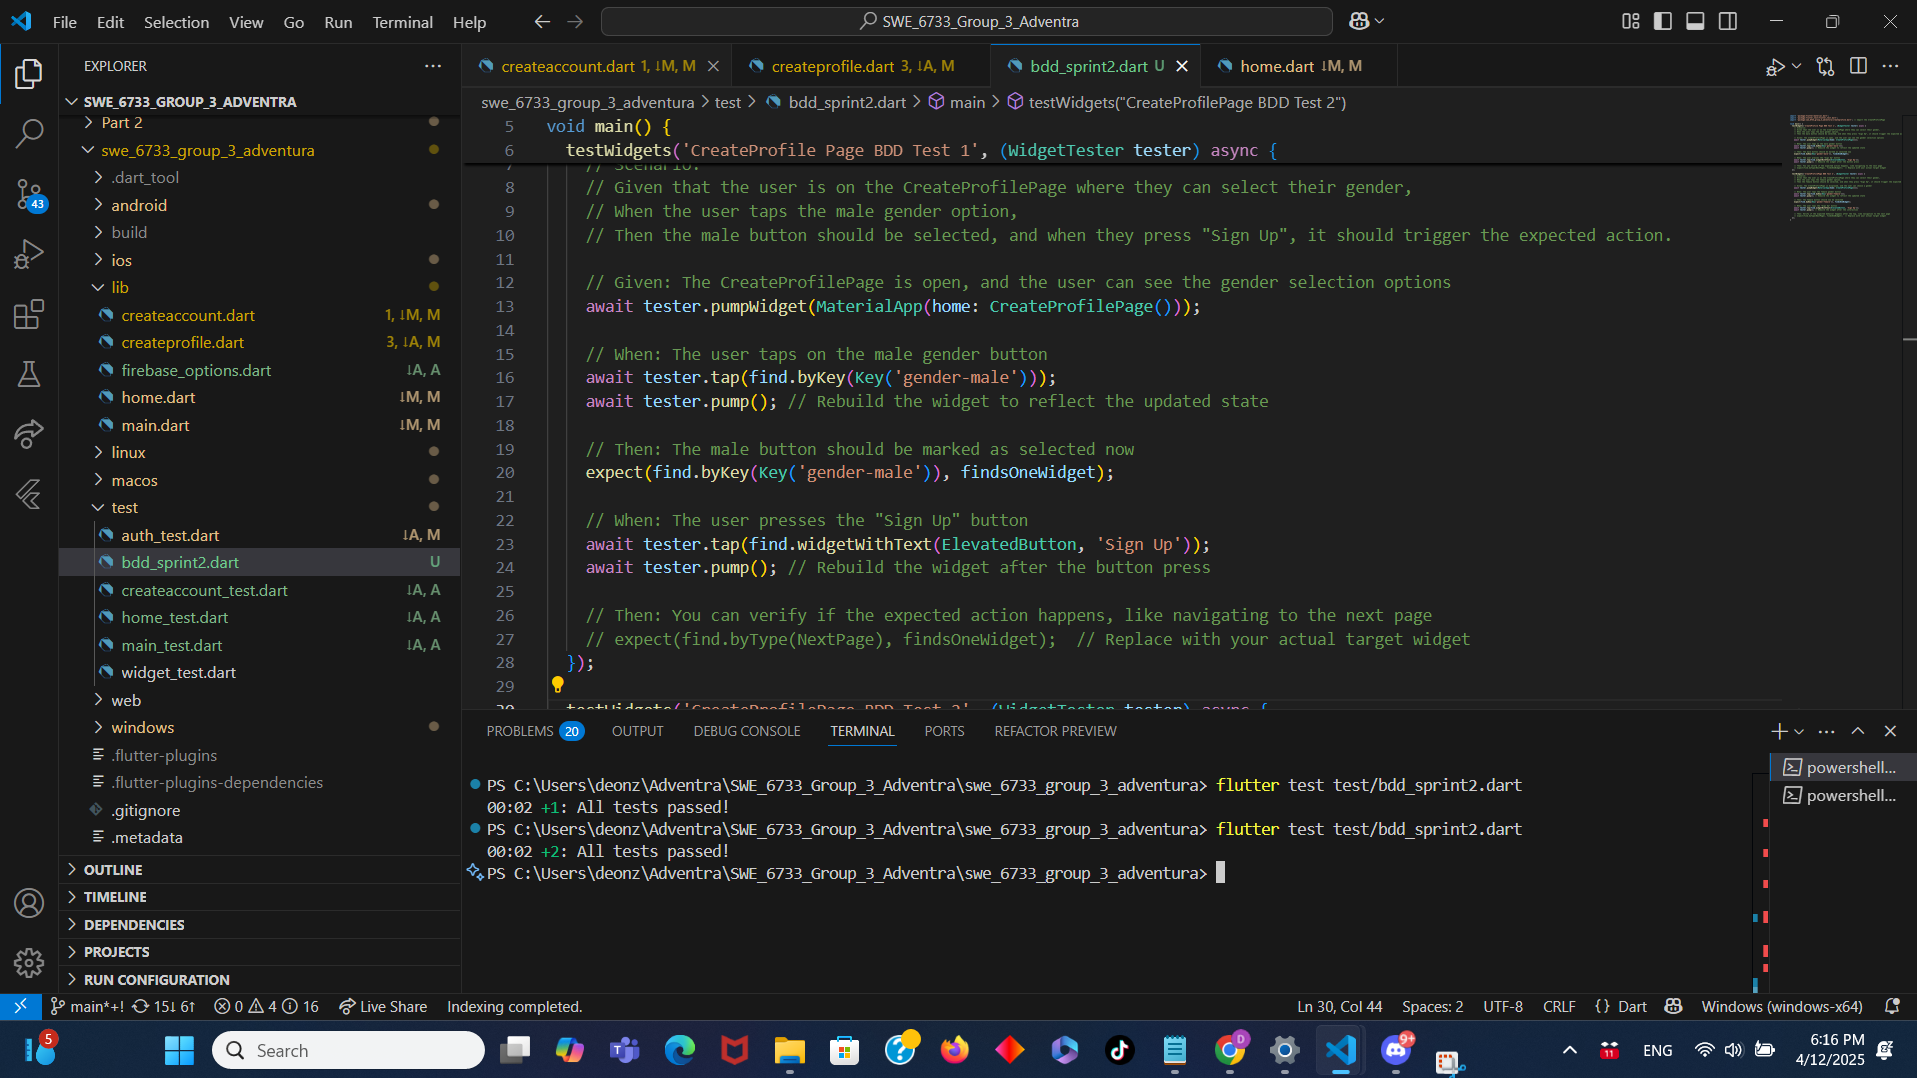 File Edit Selection View Go Run Terminal Help
SWE_6733_Group_3_Adventra
EXPLORER
SWE_6733_GROUP_3_ADVENTRA
Part 2
swe_6733_group_3_adventura
.dart_tool
android
build
ios
lib
createaccount.dart 1, ↓M, M
createprofile.dart 3, ↓A, M
firebase_options.dart ↓A, A
home.dart ↓M, M
main.dart ↓M, M
linux
macos
test
auth_test.dart ↓A, M
bdd_sprint2.dart U
createaccount_test.dart ↓A, A
home_test.dart ↓A, A
main_test.dart ↓A, A
widget_test.dart
web
windows
.flutter-plugins
.flutter-plugins-dependencies
.gitignore
.metadata
OUTLINE
TIMELINE
DEPENDENCIES
PROJECTS
RUN CONFIGURATION
43
createaccount.dart 1, ↓M, M createprofile.dart 3, ↓A, M bdd_sprint2.dart U home.dart ↓M, M
swe_6733_group_3_adventura > test > bdd_sprint2.dart > main > testWidgets("CreateProfilePage BDD Test 2")
5 void main() {
6 testWidgets('CreateProfile Page BDD Test 1', (WidgetTester tester) async {
7 // Scenario:
8 // Given that the user is on the CreateProfilePage where they can select their gender,
9 // When the user taps the male gender option,
10 // Then the male button should be selected, and when they press "Sign Up", it should trigger the expected action.
11
12 // Given: The CreateProfilePage is open, and the user can see the gender selection options
13 await tester.pumpWidget(MaterialApp(home: CreateProfilePage()));
14
15 // When: The user taps on the male gender button
16 await tester.tap(find.byKey(Key('gender-male')));
17 await tester.pump(); // Rebuild the widget to reflect the updated state
18
19 // Then: The male button should be marked as selected now
20 expect(find.byKey(Key('gender-male')), findsOneWidget);
21
22 // When: The user presses the "Sign Up" button
23 await tester.tap(find.widgetWithText(ElevatedButton, 'Sign Up'));
24 await tester.pump(); // Rebuild the widget after the button press
25
26 // Then: You can verify if the expected action happens, like navigating to the next page
27 // expect(find.byType(NextPage), findsOneWidget);  // Replace with your actual target widget
28 });
29
30 testWidgets('CreateProfilePage BDD Test 2', (WidgetTester tester) async {
PROBLEMS 20 OUTPUT DEBUG CONSOLE TERMINAL PORTS REFACTOR PREVIEW
PS C:\Users\deonz\Adventra\SWE_6733_Group_3_Adventra\swe_6733_group_3_adventura> flutter test test/bdd_sprint2.dart
00:02 +1: All tests passed!
PS C:\Users\deonz\Adventra\SWE_6733_Group_3_Adventra\swe_6733_group_3_adventura> flutter test test/bdd_sprint2.dart
00:02 +2: All tests passed!
PS C:\Users\deonz\Adventra\SWE_6733_Group_3_Adventra\swe_6733_group_3_adventura>
powershell...
powershell...
main*+! 15↓ 6↑ 0 4 16 Live Share Indexing completed.
Ln 30, Col 44 Spaces: 2 UTF-8 CRLF {} Dart Windows (windows-x64)
5
Search
D
9+
11
ENG
6:16 PM
4/12/2025